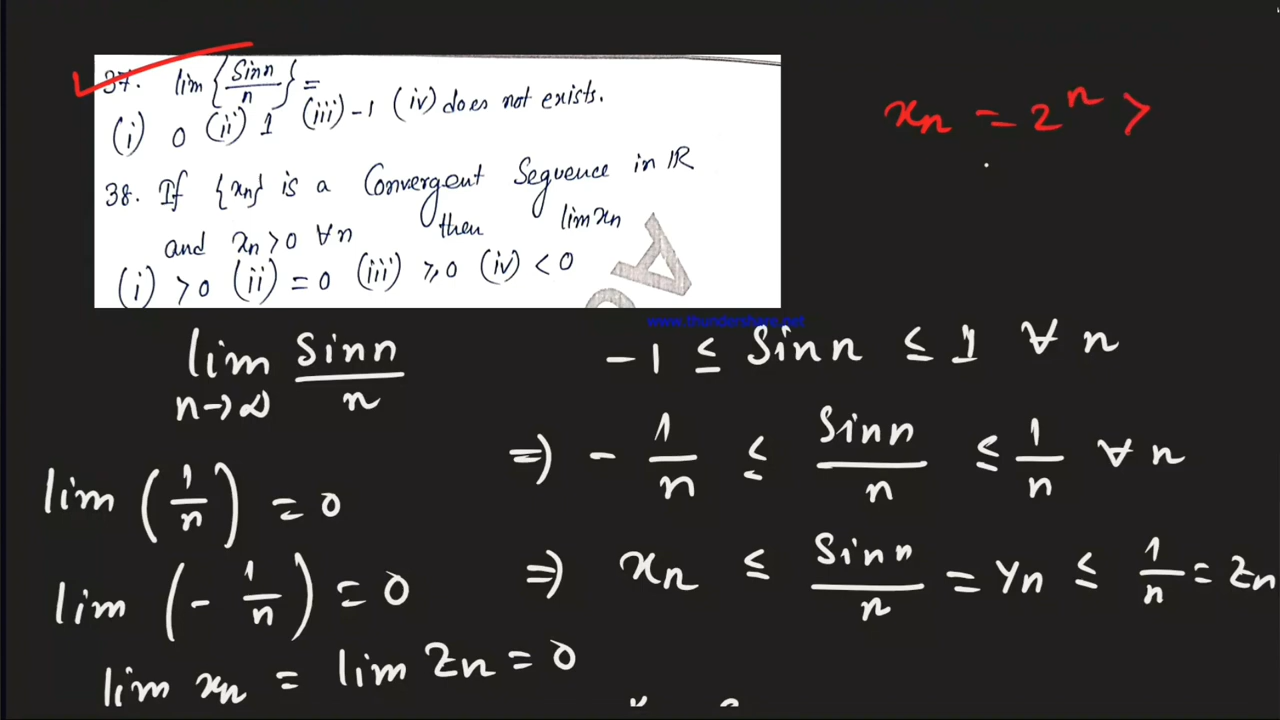 37. lim {Sinn/n} =
(i) 0 (ii) 1 (iii) -1 (iv) does not exists.
38. If {xn} is a Convergent Sequence in IR
and xn > 0 ∀n then lim xn
(i) > 0 (ii) = 0 (iii) ⩾ 0 (iv) < 0
www.thundershare.net
xn = 2^n >
lim n→∞ Sinn/n
-1 ≤ Sinn ≤ 1 ∀ n
⇒ - 1/n ≤ Sinn/n ≤ 1/n ∀ n
lim (1/n) = 0
⇒ xn ≤ Sinn/n = yn ≤ 1/n = Zn
lim (- 1/n) = 0
lim xn = lim Zn = 0